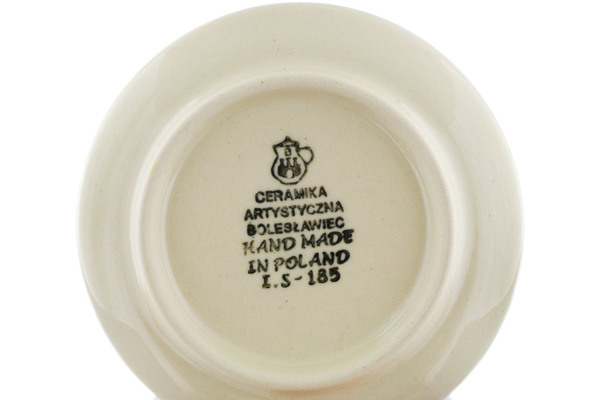 CERAMIKA
ARTYSTYCZNA
BOLESŁAWIEC
HAND MADE
IN POLAND
I.S-185